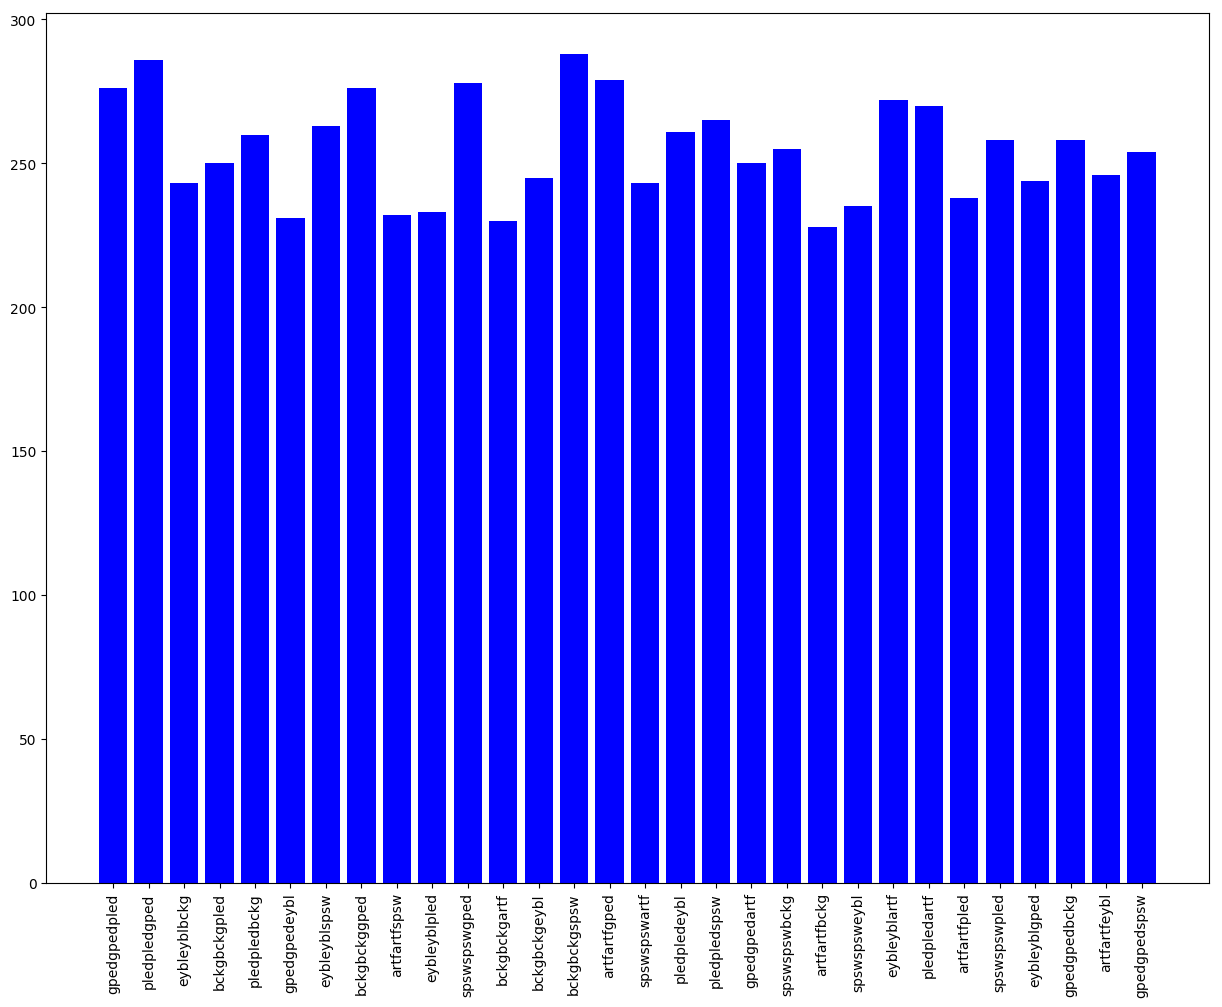 300
250
200
150
100
50
0
gpedgpedpled
pledpledgped
eybleyblbckg
bckgbckgpled
pledpledbckg
gpedgpedeybl
eybleyblspsw
bckgbckggped
artfartfspsw
eybleyblpled
spswspswgped
bckgbckgartf
bckgbckgeybl
bckgbckgspsw
artfartfgped
spswspswartf
pledpledeybl
pledpledspsw
gpedgpedartf
spswspswbckg
artfartfbckg
spswspsweybl
eybleyblartf
pledpledartf
artfartfpled
spswspswpled
eybleyblgped
gpedgpedbckg
artfartfeybl
gpedgpedspsw